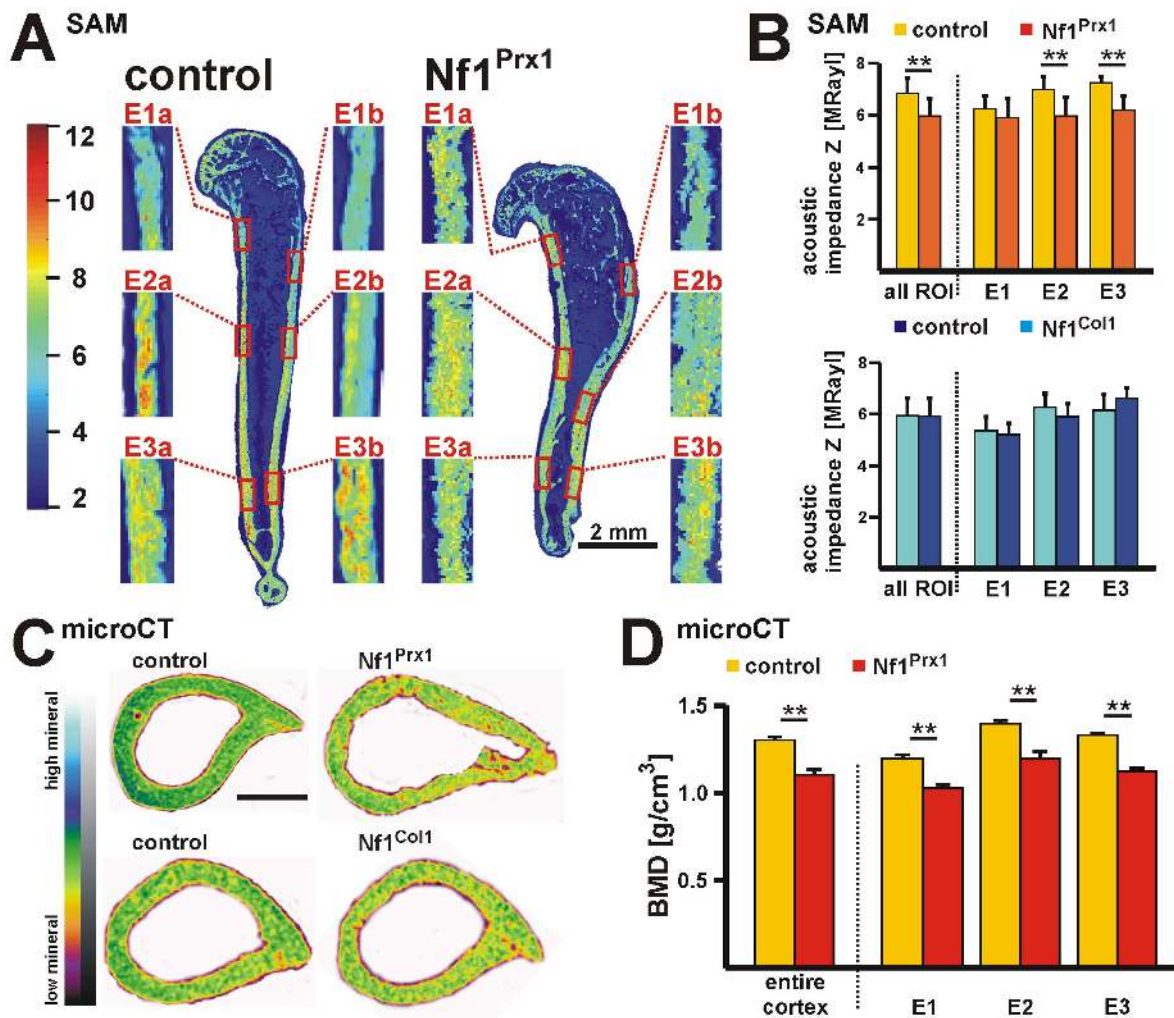 A SAM
control
Nf1Prx1
E1a
E1b
E1a
E1b
E2a
E2b
E2a
E2b
E3a
E3b
E3a
E3b
12
10
8
6
4
2
2 mm
B SAM
control Nf1Prx1
acoustic
impedance Z [MRayl]
8
6
4
2
** ** **
all ROI E1 E2 E3
control Nf1Col1
acoustic
impedance Z [MRayl]
8
6
4
2
all ROI E1 E2 E3
C microCT
control Nf1Prx1
high mineral
low mineral
control Nf1Col1
D microCT
control Nf1Prx1
BMD [g/cm3]
1.5
1.0
0.5
** ** ** **
entire
cortex
E1 E2 E3